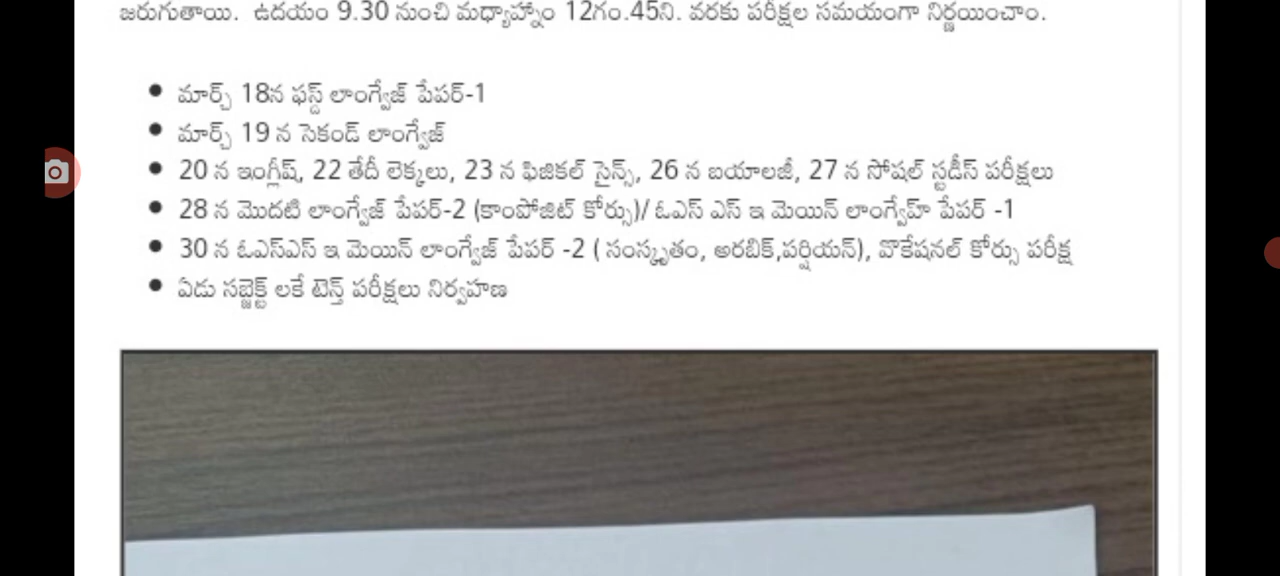 జరుగుతాయి. ఉదయం 9.30 నుంచి మధ్యాహ్నాం 12గం.45ని. వరకు పరీక్షల సమయంగా నిర్ణయించాం.
• మార్చ్ 18న ఫస్ట్ లాంగ్వేజ్ పేపర్-1
• మార్చ్ 19 న సెకండ్ లాంగ్వేజ్
• 20 న ఇంగ్లీష్, 22 తేదీ లెక్కలు, 23 న ఫిజికల్ సైన్స్, 26 న బయాలజీ, 27 న సోషల్ స్టడీస్ పరీక్షలు
• 28 న మొదటి లాంగ్వేజ్ పేపర్-2 (కాంపోజిట్ కోర్సు)/ ఓఎస్ ఎస్ ఇ మెయిన్ లాంగ్వేహ్ పేపర్ -1
• 30 న ఓఎస్ఎస్ ఇ మెయిన్ లాంగ్వేజ్ పేపర్ -2 ( సంస్కృతం, అరబిక్,పర్షియన్), వొకేషనల్ కోర్సు పరీక్ష
• ఏడు సబ్జెక్ట్ లకే టెన్త్ పరీక్షలు నిర్వహణ